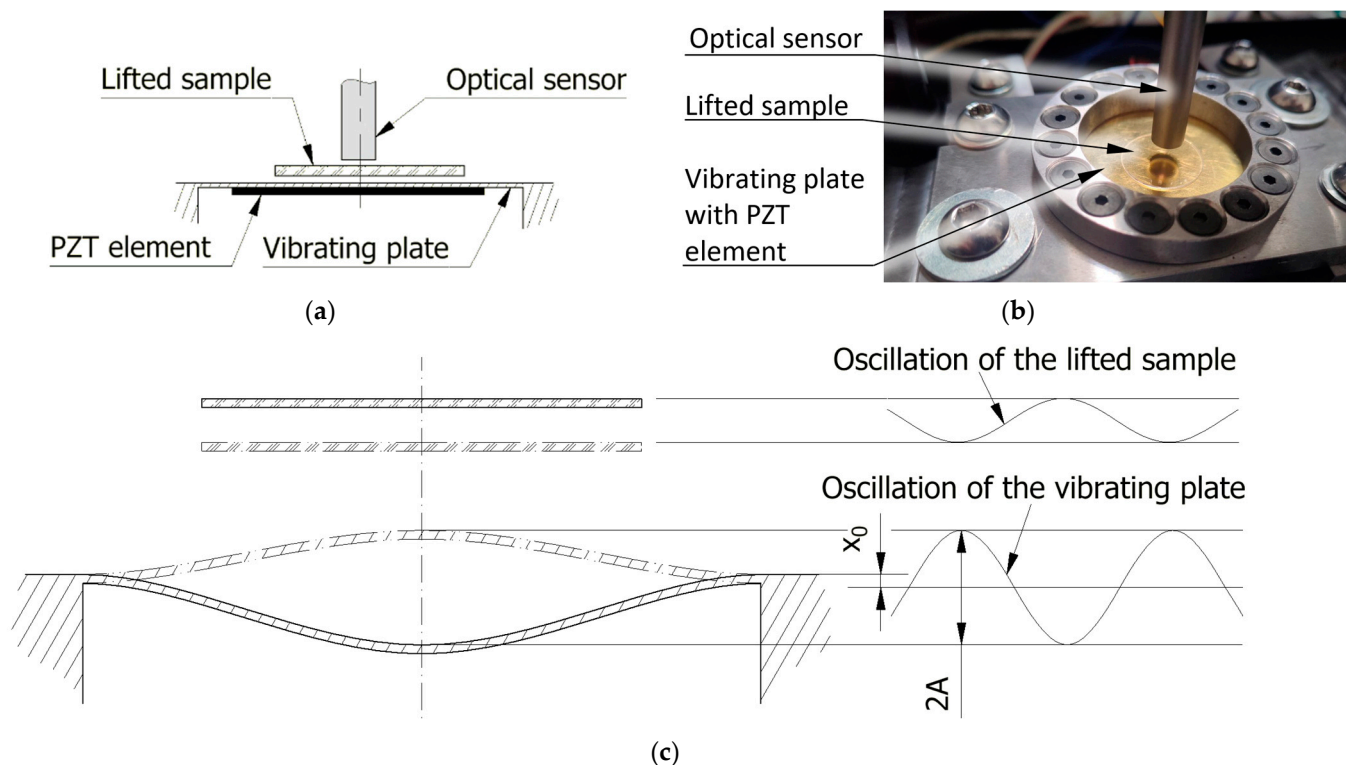 Lifted sample
Optical sensor
PZT element
Vibrating plate
(a)
Optical sensor
Lifted sample
Vibrating plate
with PZT
element
(b)
Oscillation of the lifted sample
Oscillation of the vibrating plate
x₀
2A
(c)